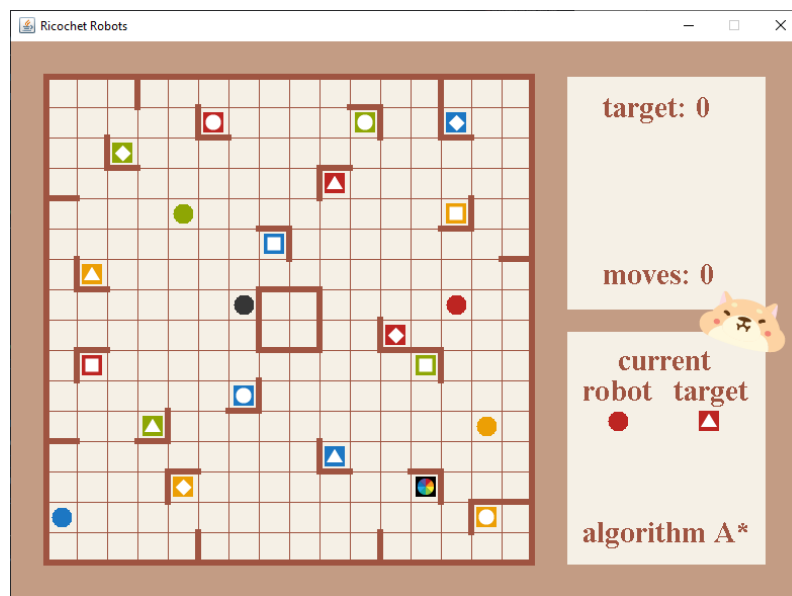 Ricochet Robots
target: 0
moves: 0
current
robot target
algorithm A*